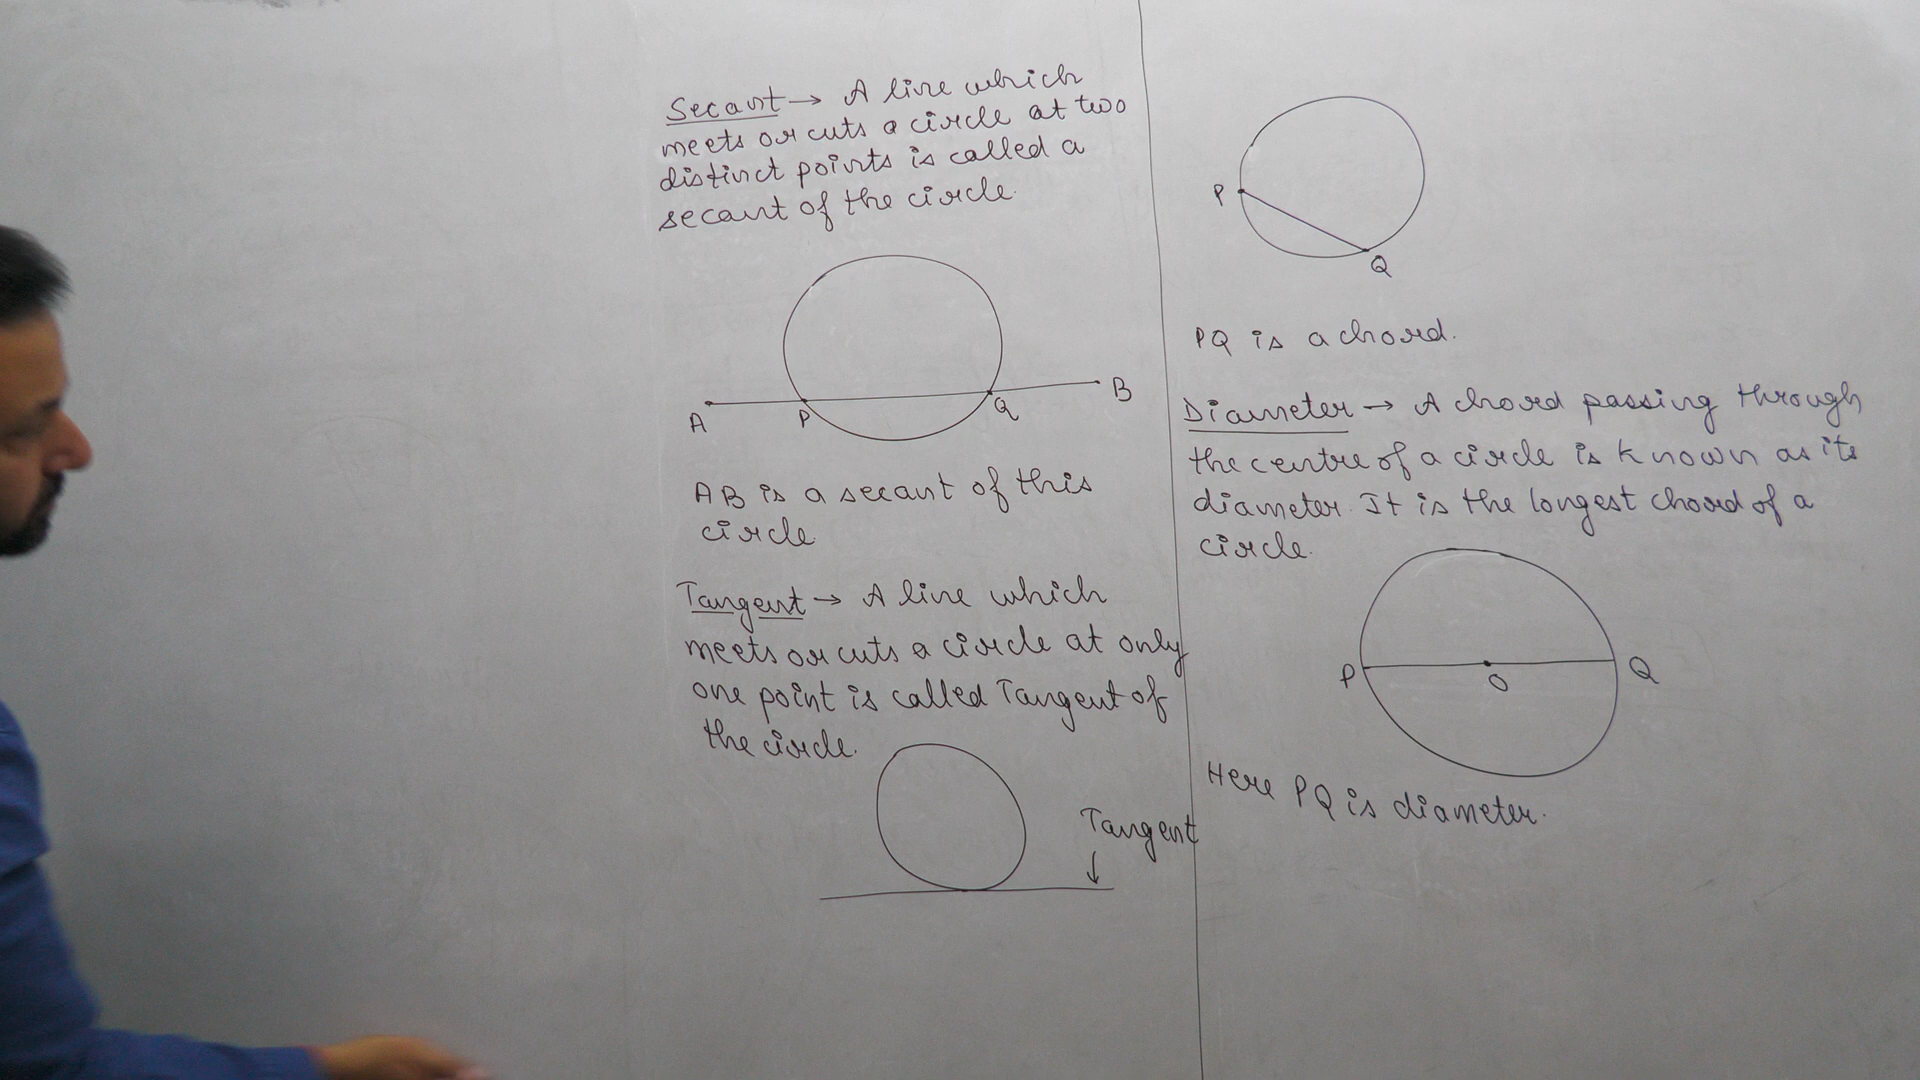 Secant → A line which
meets or cuts a circle at two
distinct points is called a
secant of the circle.
A
P
Q
B
AB is a secant of this
circle
Tangent → A line which
meets or cuts a circle at only
one point is called Tangent of
the circle.
Tangent
↓
P
Q
PQ is a chord.
Diameter → A chord passing through
the centre of a circle is known as its
diameter. It is the longest chord of a
circle.
P
O
Q
Here PQ is diameter.